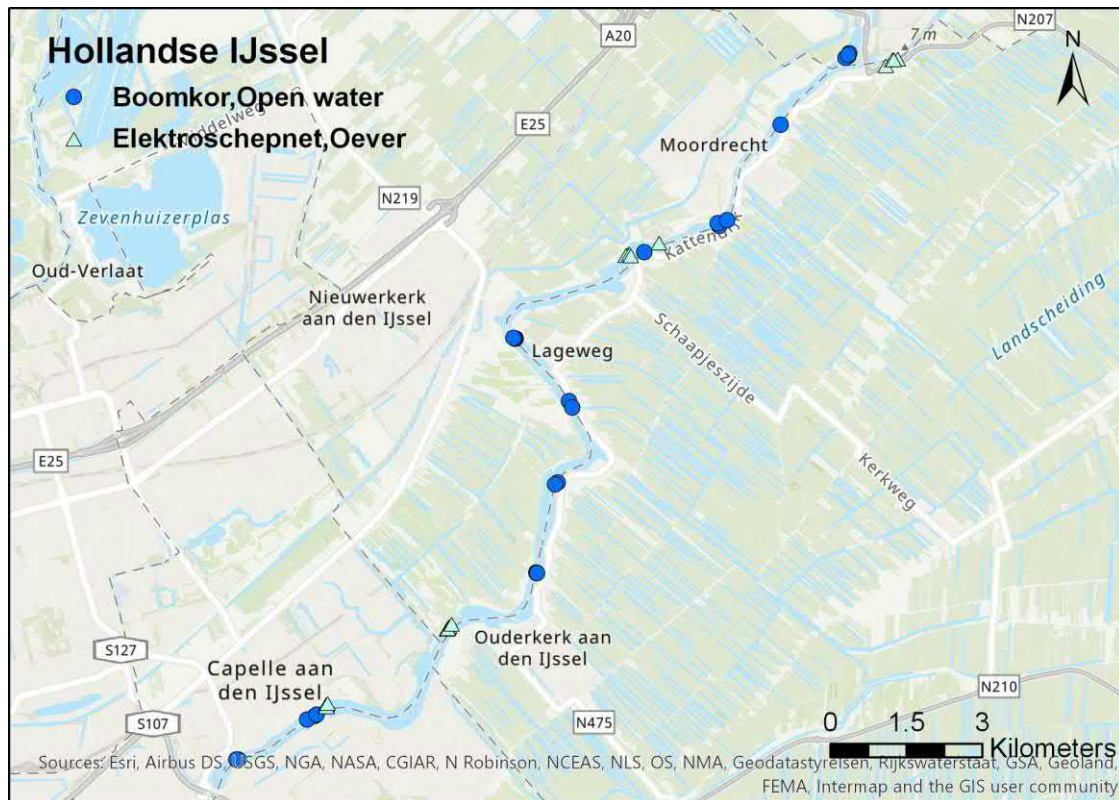 Hollandse IJssel
Boomkor,Open water
Elektroschepnet,Oever
N207
7 m
A20
N
E25
Middelweg
Moordrecht
N219
Zevenhuizerplas
Kattendijk
Oud-Verlaat
Nieuwerkerk
aan den IJssel
Landscheiding
Lageweg
Schaapjeszijde
E25
Kerkweg
S127
Ouderkerk aan
den IJssel
Capelle aan
den IJssel
N210
S107
N475
0 1.5 3
Kilometers
Sources: Esri, Airbus DS, USGS, NGA, NASA, CGIAR, N Robinson, NCEAS, NLS, OS, NMA, Geodatastyrelsen, Rijkswaterstaat, GSA, Geoland,
FEMA, Intermap and the GIS user community